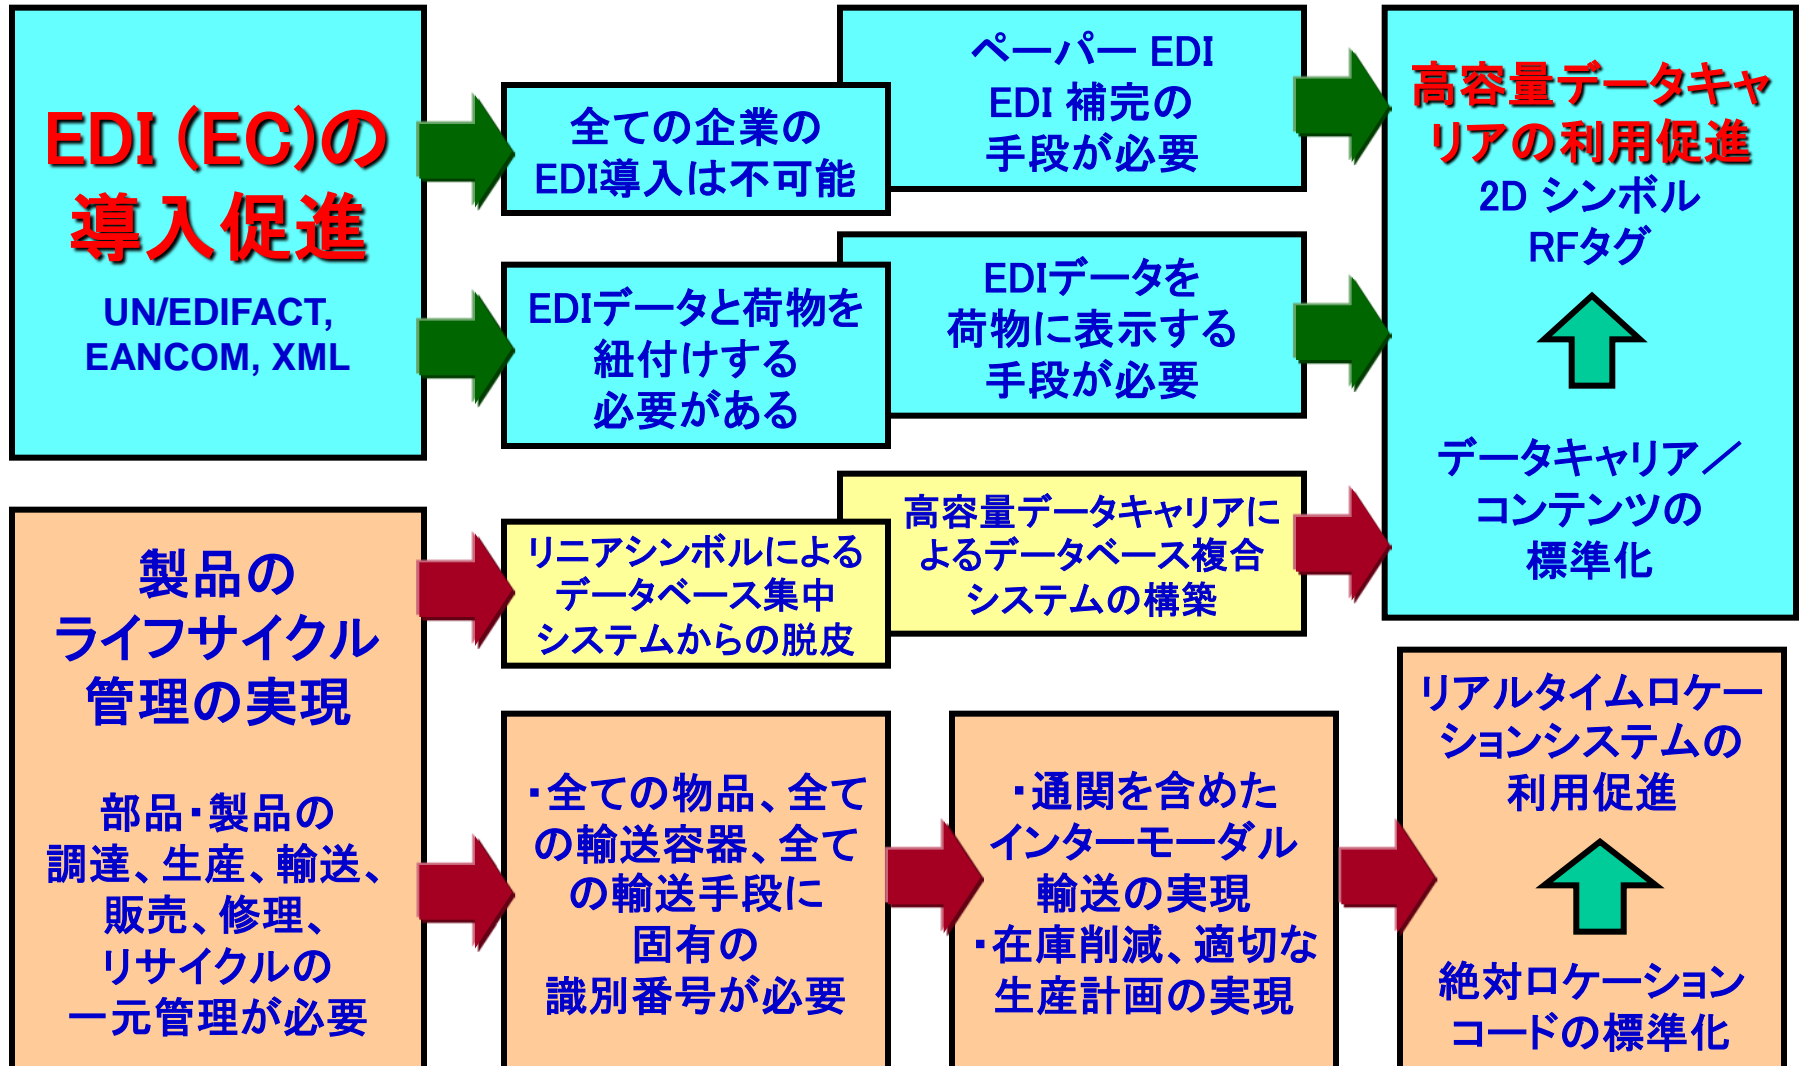 EDI (EC)の
導入促進
UN/EDIFACT,
EANCOM, XML
全ての企業の
EDI導入は不可能
ペーパー EDI
EDI 補完の
手段が必要
EDIデータと荷物を
紐付けする
必要がある
EDIデータを
荷物に表示する
手段が必要
高容量データキャ
リアの利用促進
2D シンボル
RFタグ
データキャリア／
コンテンツの
標準化
製品の
ライフサイクル
管理の実現
部品・製品の
調達、生産、輸送、
販売、修理、
リサイクルの
一元管理が必要
リニアシンボルによる
データベース集中
システムからの脱皮
高容量データキャリアに
よるデータベース複合
システムの構築
・全ての物品、全て
の輸送容器、全て
の輸送手段に
固有の
識別番号が必要
・通関を含めた
インターモーダル
輸送の実現
・在庫削減、適切な
生産計画の実現
リアルタイムロケー
ションシステムの
利用促進
絶対ロケーション
コードの標準化